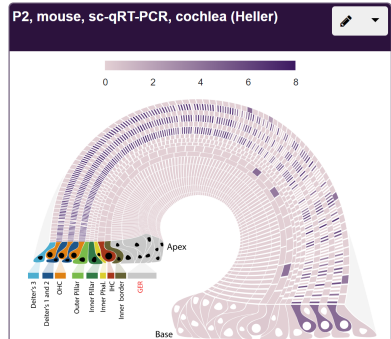 P2, mouse, sc-qRT-PCR, cochlea (Heller)
0 2 4 6 8
Apex
Deiter's 3
Deiter's 1 and 2
OHC
Outer Pillar
Inner Pillar
Inner Phal.
IHC
Inner border
GER
Base